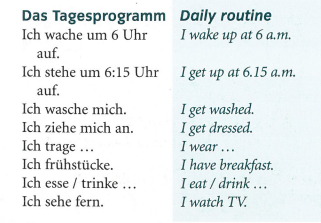 Das Tagesprogramm Daily routine
Ich wache um 6 Uhr I wake up at 6 a.m.
auf.
Ich stehe um 6:15 Uhr I get up at 6.15 a.m.
auf.
Ich wasche mich. I get washed.
Ich ziehe mich an. I get dressed.
Ich trage ... I wear ...
Ich frühstücke. I have breakfast.
Ich esse / trinke ... I eat / drink ...
Ich sehe fern. I watch TV.